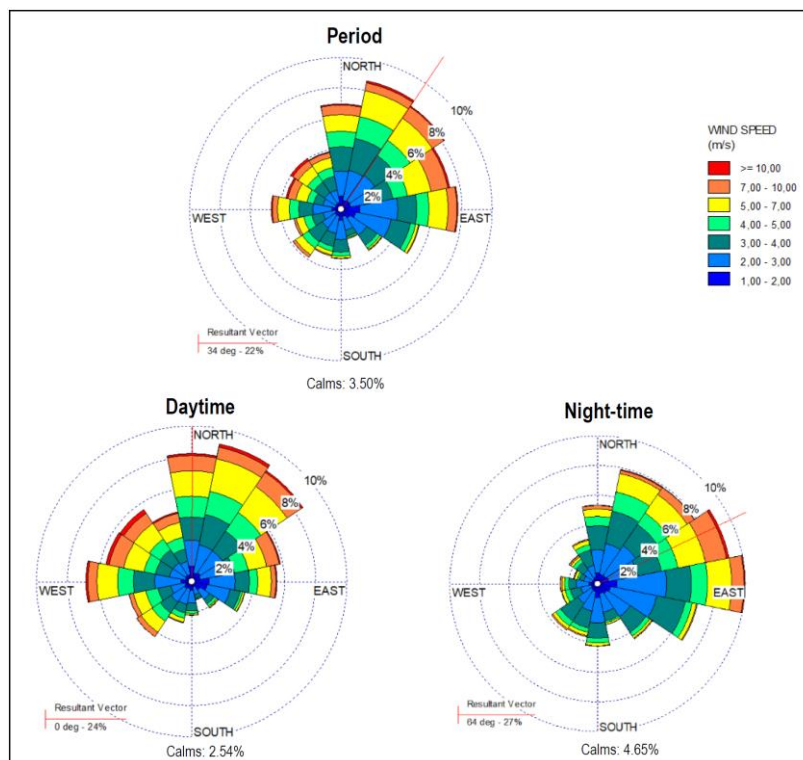 Period
NORTH
10%
8%
6%
4%
2%
WEST
EAST
SOUTH
Resultant Vector
34 deg - 22%
Calms: 3.50%
WIND SPEED
(m/s)
>= 10,00
7,00 - 10,00
5,00 - 7,00
4,00 - 5,00
3,00 - 4,00
2,00 - 3,00
1,00 - 2,00
Daytime
NORTH
10%
8%
6%
4%
2%
WEST
EAST
SOUTH
Resultant Vector
0 deg - 24%
Calms: 2.54%
Night-time
NORTH
10%
8%
6%
4%
2%
WEST
EAST
SOUTH
Resultant Vector
64 deg - 27%
Calms: 4.65%